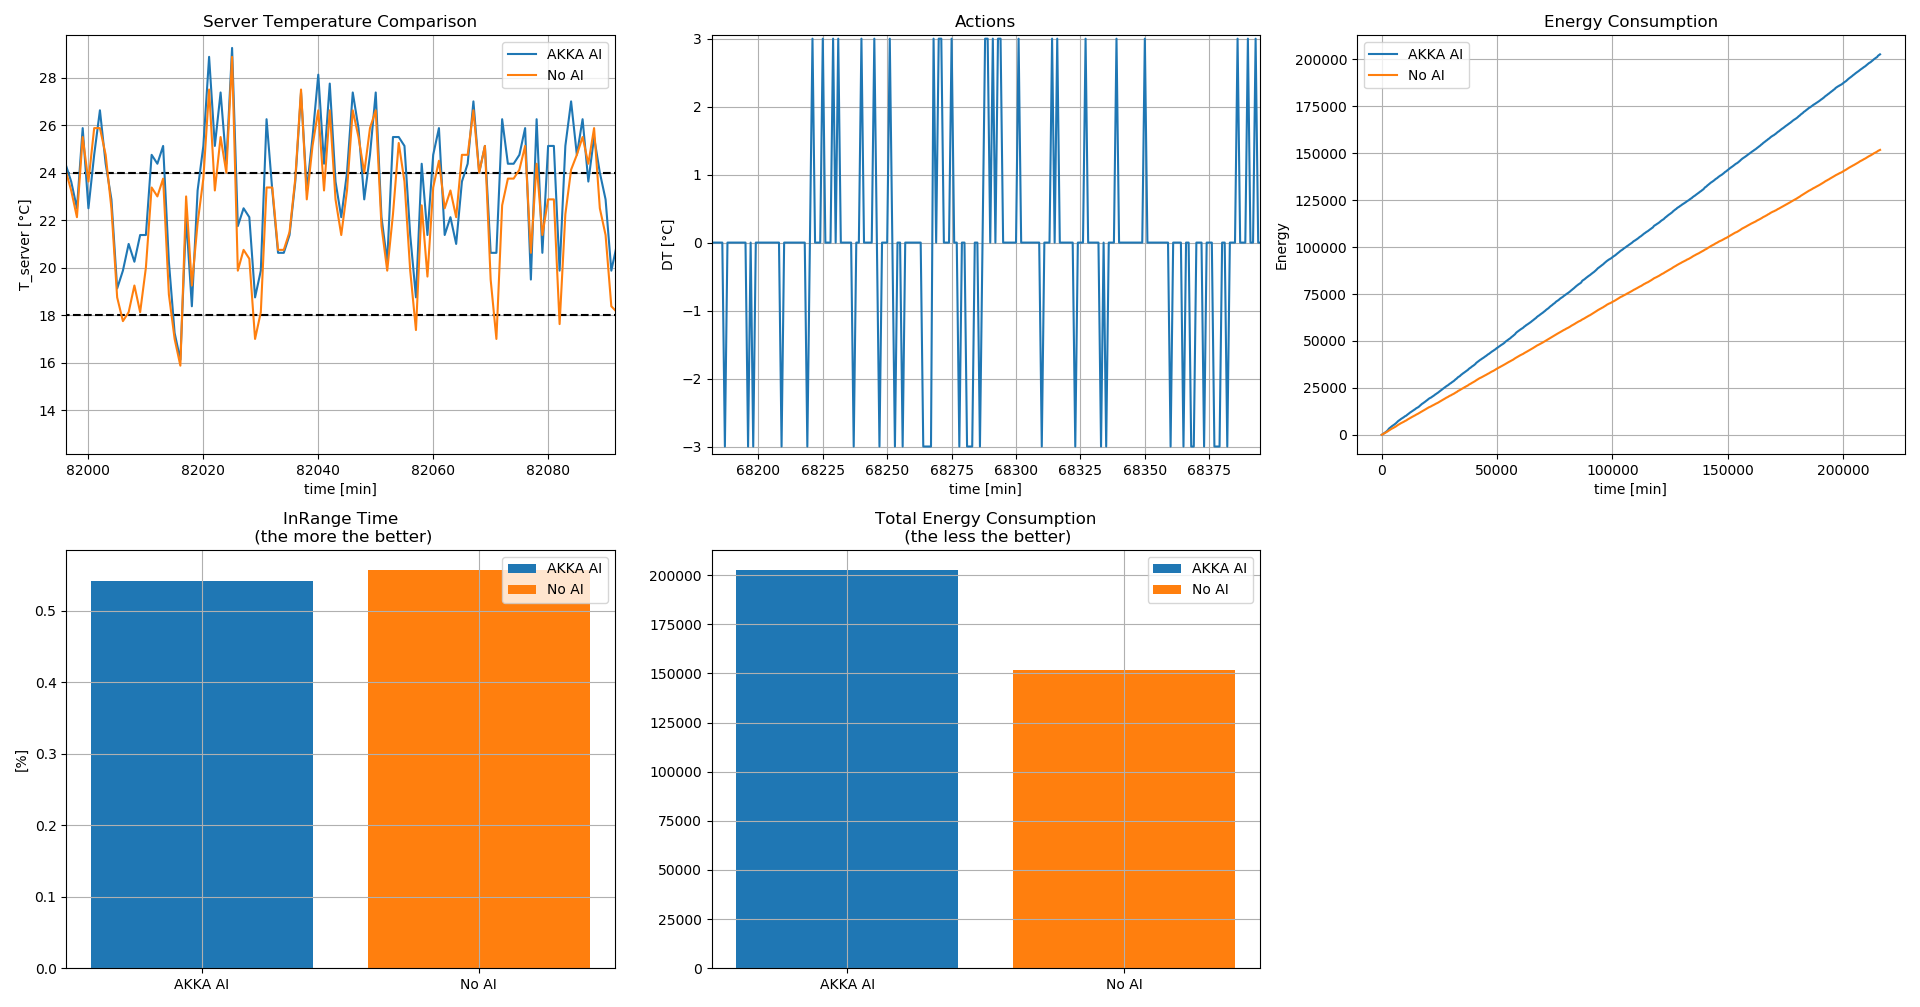 Server Temperature Comparison
AKKA AI
No AI
T_server [°C]
28
26
24
22
20
18
16
14
82000 82020 82040 82060 82080
time [min]
Actions
DT [°C]
3
2
1
0
−1
−2
−3
68200 68225 68250 68275 68300 68325 68350 68375
time [min]
Energy Consumption
AKKA AI
No AI
Energy
200000
175000
150000
125000
100000
75000
50000
25000
0
0 50000 100000 150000 200000
time [min]
InRange Time
(the more the better)
AKKA AI
No AI
[%]
0.5
0.4
0.3
0.2
0.1
0.0
AKKA AI No AI
Total Energy Consumption
(the less the better)
AKKA AI
No AI
200000
175000
150000
125000
100000
75000
50000
25000
0
AKKA AI No AI